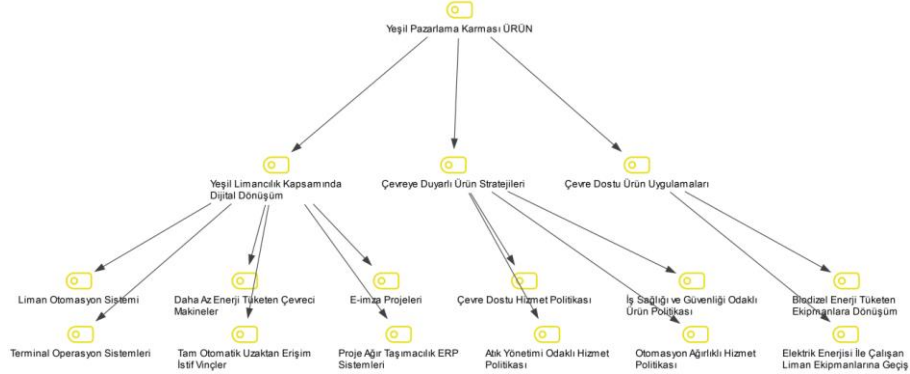 Yeşil Pazarlama Karması ÜRÜN
Yeşil Limancılık Kapsamında
Dijital Dönüşüm
Çevreye Duyarlı Ürün Stratejileri
Çevre Dostu Ürün Uygulamaları
Liman Otomasyon Sistemi
Daha Az Enerji Tüketen Çevreci
Makineler
E-imza Projeleri
Çevre Dostu Hizmet Politikası
İş Sağlığı ve Güvenliği Odaklı
Ürün Politikası
Biodizel Enerji Tüketen
Ekipmanlara Dönüşüm
Terminal Operasyon Sistemleri
Tam Otomatik Uzaktan Erişim
İstif Vinçler
Proje Ağır Taşımacılık ERP
Sistemleri
Atık Yönetimi Odaklı Hizmet
Politikası
Otomasyon Ağırlıklı Hizmet
Politikası
Elektrik Enerjisi İle Çalışan
Liman Ekipmanlarına Geçiş